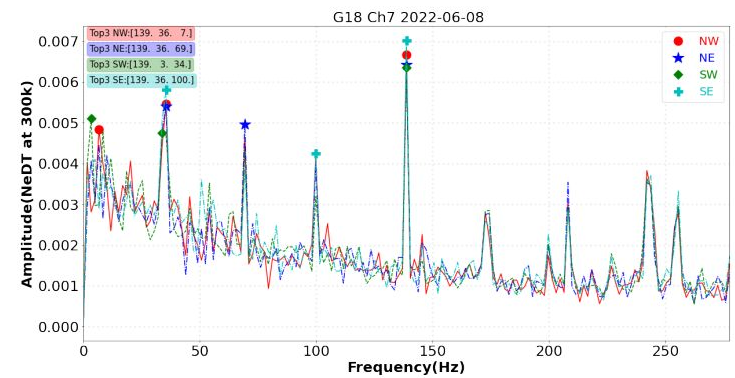 G18 Ch7 2022-06-08
Top3 NW:[139. 36. 7.]
Top3 NE:[139. 36. 69.]
Top3 SW:[139. 3. 34.]
Top3 SE:[139. 36. 100.]
NW
NE
SW
SE
Amplitude(NeDT at 300k)
0.007
0.006
0.005
0.004
0.003
0.002
0.001
0.000
0 50 100 150 200 250
Frequency(Hz)